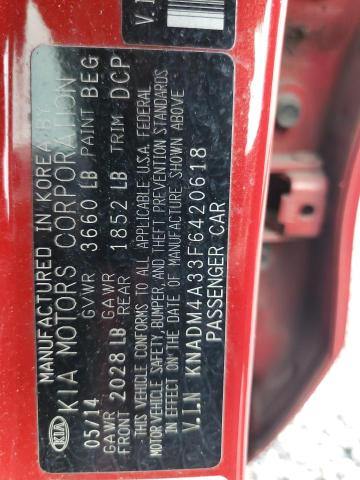 MANUFACTURED IN KOREA BY
KIA KIA MOTORS CORPORATION
05/14 GVWR 3660 LB PAINT BEG
GAWR GAWR TRIM DCP
FRONT 2028 LB REAR 1852 LB
THIS VEHICLE CONFORMS TO ALL APPLICABLE U.S.A. FEDERAL
MOTOR VEHICLE SAFETY, BUMPER, AND THEFT PREVENTION STANDARDS
IN EFFECT ON THE DATE OF MANUFACTURE SHOWN ABOVE
V.I.N KNADM4A33F6420618
PASSENGER CAR
V.I